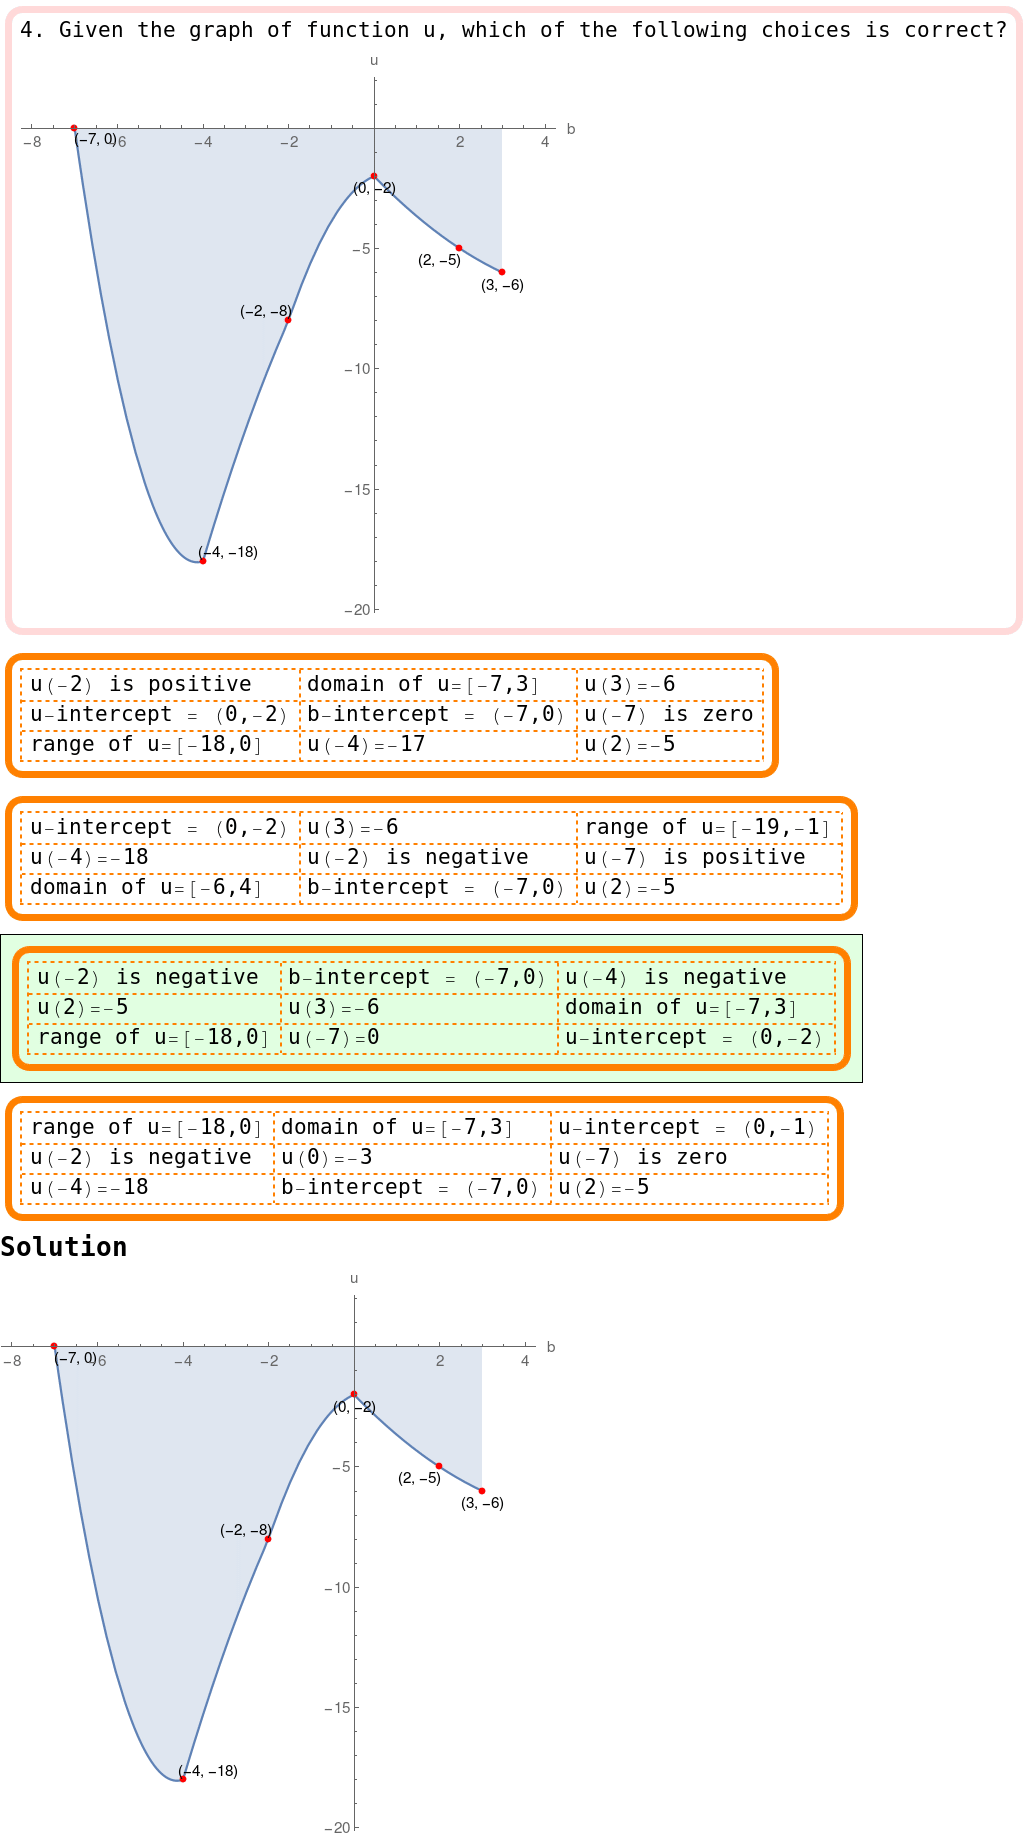 4. Given the graph of function u, which of the following choices is correct?
u
−8 (−7, 0) 6 −4 −2 2 4 b
(0, −2)
−5
(2, −5)
(3, −6)
(−2, −8)
−10
−15
(−4, −18)
−20
u(−2) is positive domain of u=[−7,3] u(3)=−6
u-intercept = (0,−2) b-intercept = (−7,0) u(−7) is zero
range of u=[−18,0] u(−4)=−17 u(2)=−5
u-intercept = (0,−2) u(3)=−6 range of u=[−19,−1]
u(−4)=−18 u(−2) is negative u(−7) is positive
domain of u=[−6,4] b-intercept = (−7,0) u(2)=−5
u(−2) is negative b-intercept = (−7,0) u(−4) is negative
u(2)=−5 u(3)=−6 domain of u=[−7,3]
range of u=[−18,0] u(−7)=0 u-intercept = (0,−2)
range of u=[−18,0] domain of u=[−7,3] u-intercept = (0,−1)
u(−2) is negative u(0)=−3 u(−7) is zero
u(−4)=−18 b-intercept = (−7,0) u(2)=−5
Solution
u
−8 (−7, 0) 6 −4 −2 2 4 b
(0, −2)
−5
(2, −5)
(3, −6)
(−2, −8)
−10
−15
(−4, −18)
−20